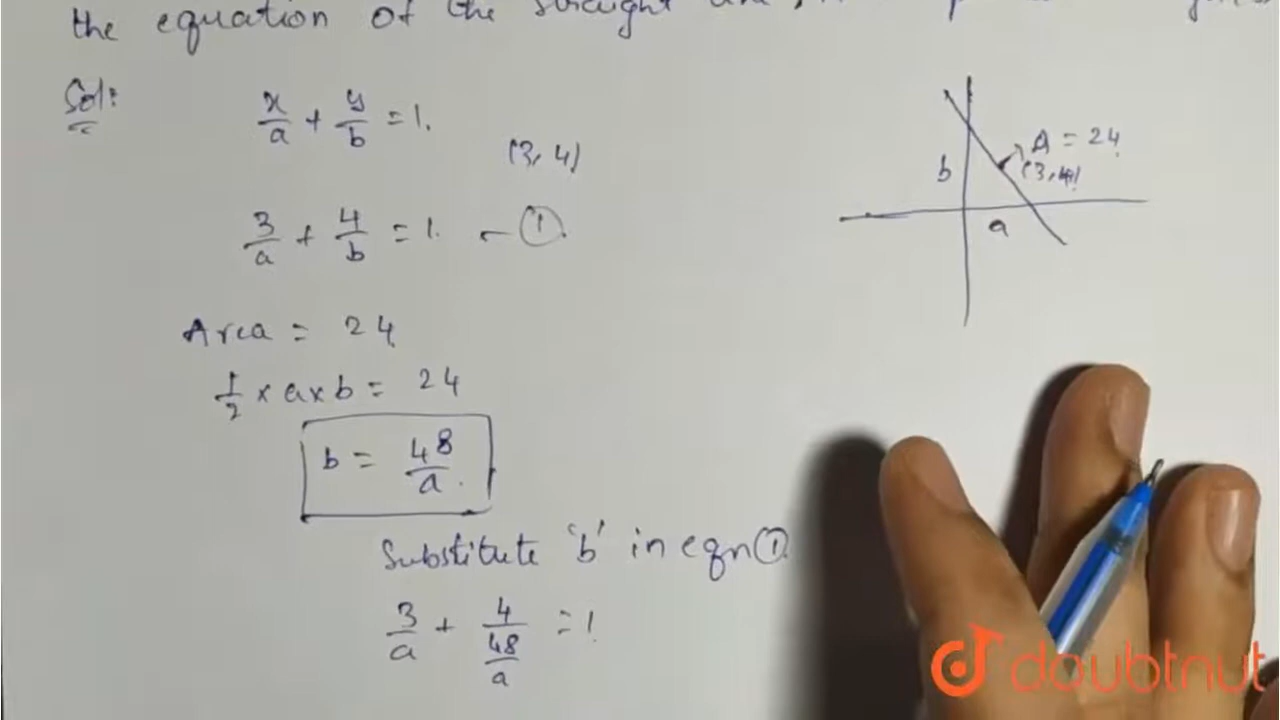 the equation of the straight
Sol:
x/a + y/b = 1.
(3, 4)
3/a + 4/b = 1. – ①.
A = 24
(3,4)
b
a
Area = 24
1/2 × a × b = 24
b = 48/a.
Substitute 'b' in eqn ①.
3/a + 4/(48/a) = 1.
doubtnut